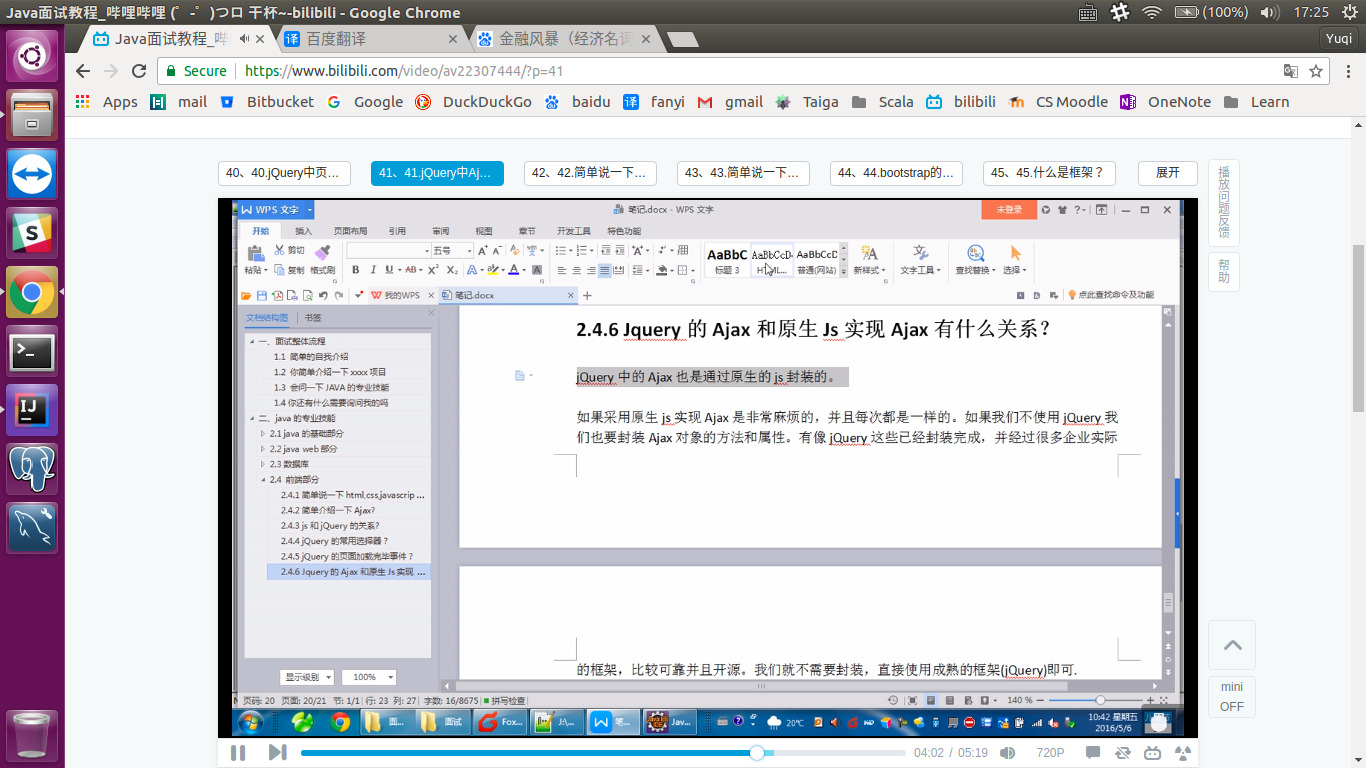 Java面试教程_哔哩哔哩 (゜-゜)つロ 干杯~-bilibili - Google Chrome
(100%)
17:25
Java面试教程_哔
百度翻译
金融风暴（经济名词
Yuqi
Secure
https://www.bilibili.com/video/av22307444/?p=41
Apps
mail
Bitbucket
Google
DuckDuckGo
baidu
fanyi
gmail
Taiga
Scala
bilibili
CS Moodle
OneNote
Learn
40、40.jQuery中页…
41、41.jQuery中Aj…
42、42.简单说一下…
43、43.简单说一下…
44、44.bootstrap的…
45、45.什么是框架？
展开
播放问题反馈
帮助
WPS 文字
笔记.docx - WPS 文字
未登录
开始
插入
页面布局
引用
审阅
视图
章节
开发工具
特色功能
粘贴
剪切
复制
格式刷
五号
AaBbC
标题 3
AaBbCcD
HTML...
AaBbCcD
普通(网站)
新样式
文字工具
查找替换
选择
我的WPS
笔记.docx
点此查找命令及功能
文档结构图
书签
一、面试整体流程
1.1 简单的自我介绍
1.2 你简单介绍一下 xxxx 项目
1.3 会问一下 JAVA 的专业技能
1.4 你还有什么需要询问我的吗
二、java 的专业技能
2.1 java 的基础部分
2.2 java web 部分
2.3 数据库
2.4 前端部分
2.4.1 简单说一下 html,css,javascrip ...
2.4.2 简单介绍一下 Ajax?
2.4.3 js 和 jQuery 的关系?
2.4.4 jQuery 的常用选择器？
2.4.5 jQuery 的页面加载完毕事件？
2.4.6 Jquery 的 Ajax 和原生 Js 实现 ...
显示级别
100%
2.4.6 Jquery 的 Ajax 和原生 Js 实现 Ajax 有什么关系？
jQuery 中的 Ajax 也是通过原生的 js 封装的。
如果采用原生 js 实现 Ajax 是非常麻烦的，并且每次都是一样的。如果我们不使用 jQuery 我
们也要封装 Ajax 对象的方法和属性。有像 jQuery 这些已经封装完成，并经过很多企业实际
的框架，比较可靠并且开源。我们就不需要封装，直接使用成熟的框架(jQuery)即可.
页码: 20
页面: 20/21
节: 1/1
行: 23
列: 27
字数: 16/8675
拼写检查
140 %
面试
Fox...
J:\...
笔...
Jav...
20℃
10:42 星期五
2016/5/6
mini
OFF
04:02 / 05:19
720P